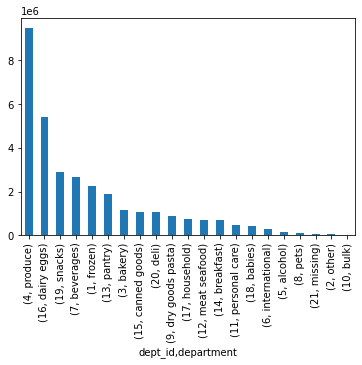 1e6
8
6
4
2
0
(4, produce)
(16, dairy eggs)
(19, snacks)
(7, beverages)
(1, frozen)
(13, pantry)
(3, bakery)
(15, canned goods)
(20, deli)
(9, dry goods pasta)
(17, household)
(12, meat seafood)
(14, breakfast)
(11, personal care)
(18, babies)
(6, international)
(5, alcohol)
(8, pets)
(21, missing)
(2, other)
(10, bulk)
dept_id,department